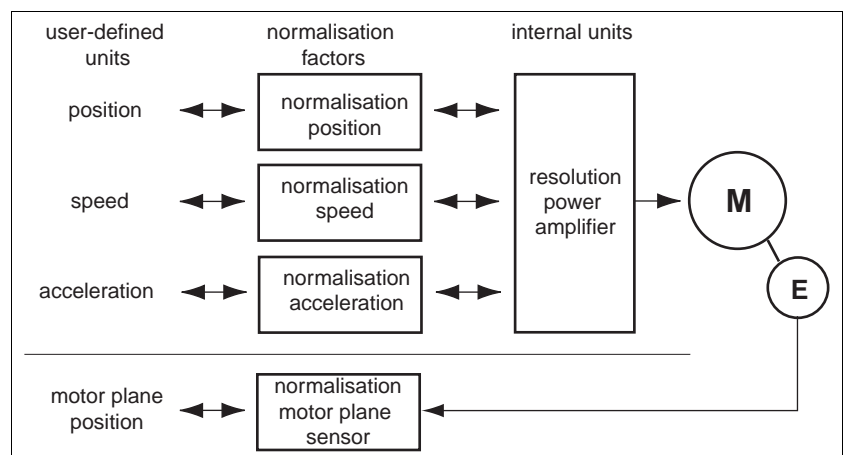 user-defined
units
normalisation
factors
internal units
position
normalisation
position
speed
normalisation
speed
resolution
power
amplifier
M
acceleration
normalisation
acceleration
E
motor plane
position
normalisation
motor plane
sensor